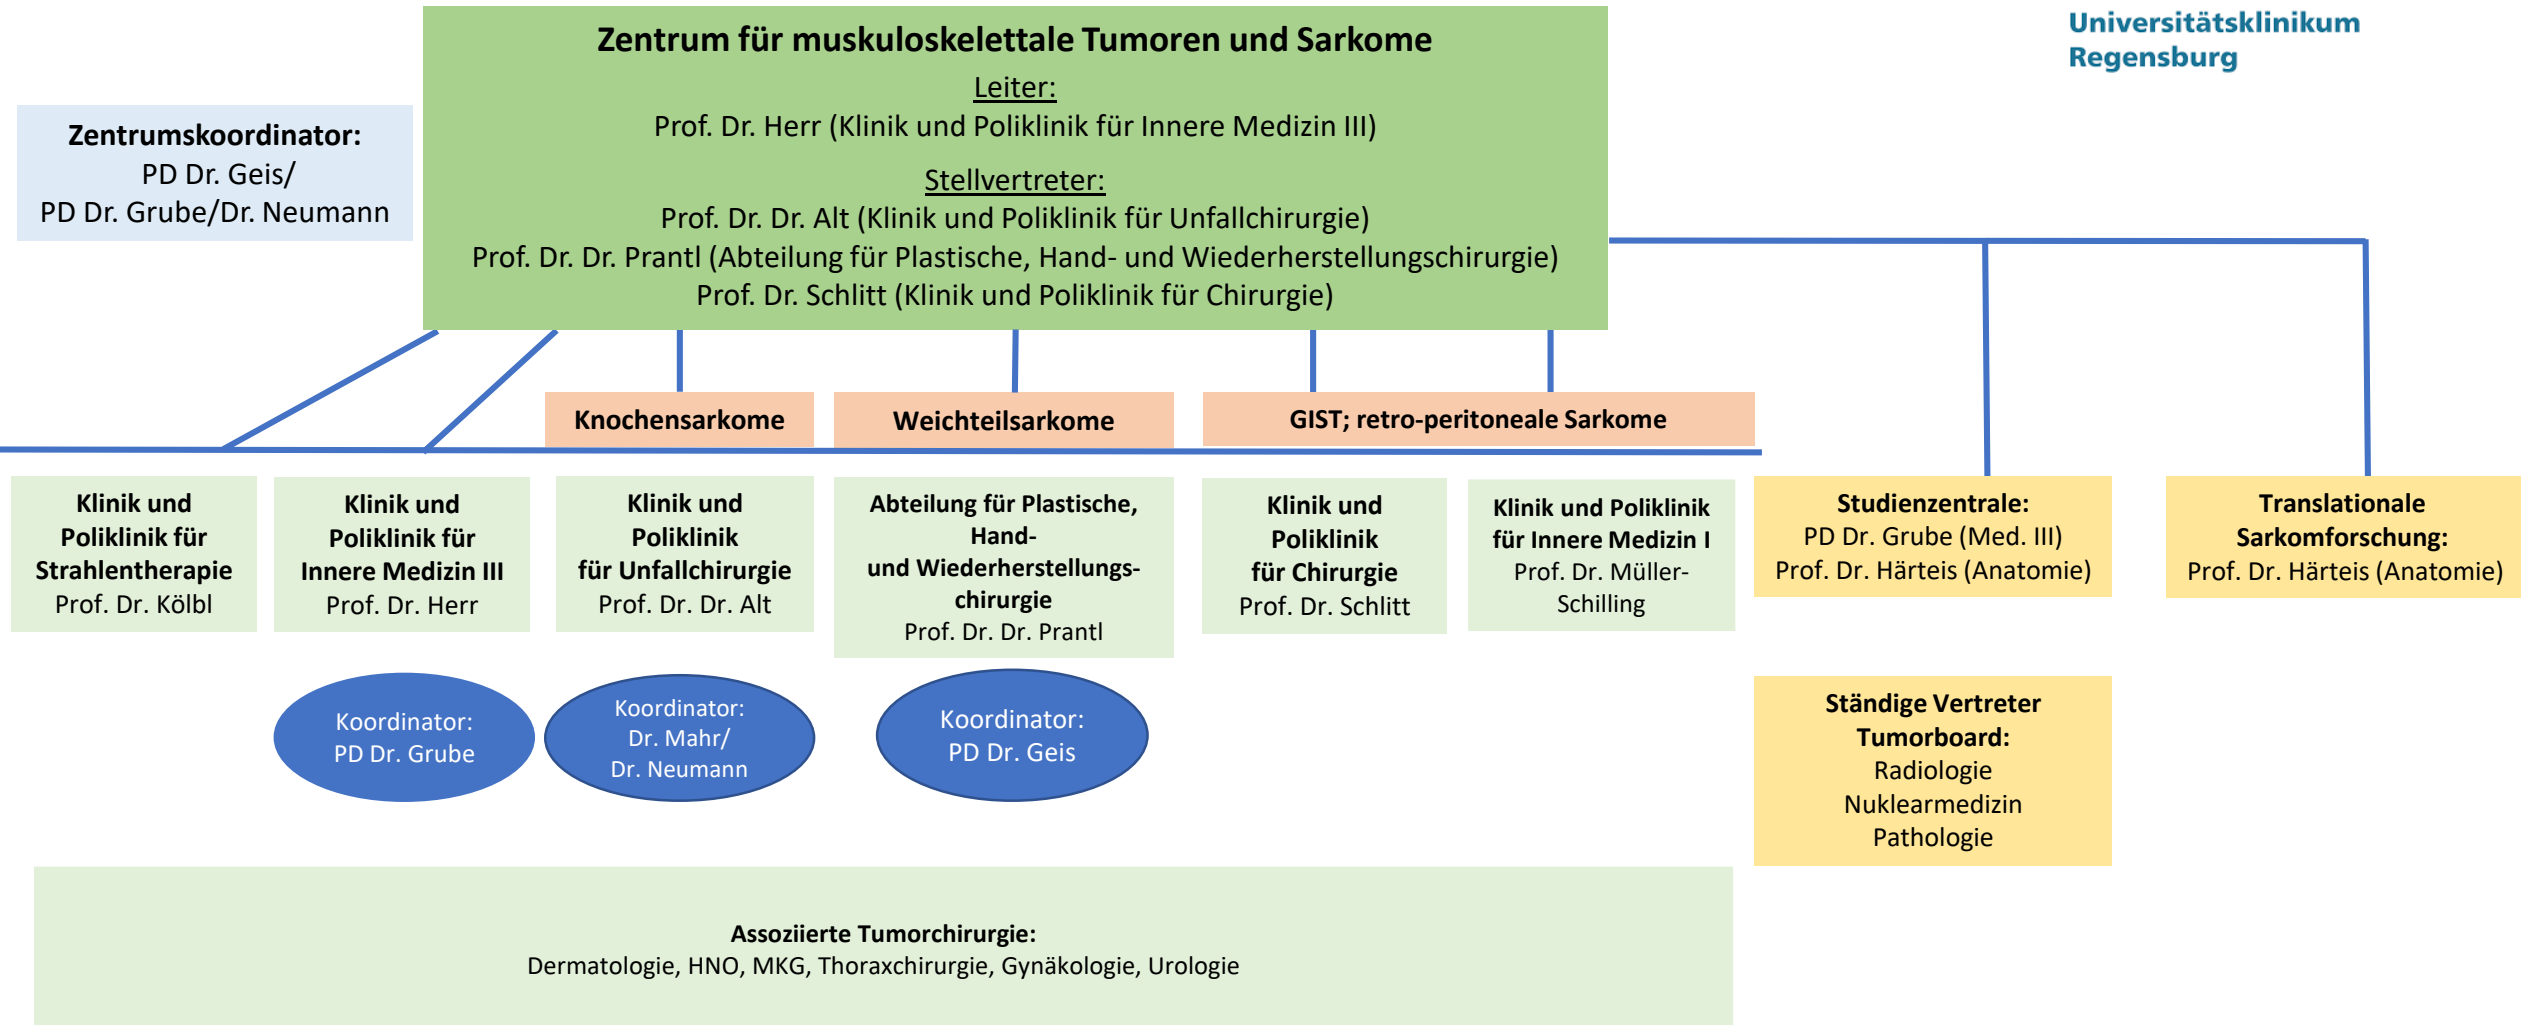 Universitätsklinikum
Regensburg
Zentrum für muskuloskelettale Tumoren und Sarkome
Leiter:
Prof. Dr. Herr (Klinik und Poliklinik für Innere Medizin III)
Stellvertreter:
Prof. Dr. Dr. Alt (Klinik und Poliklinik für Unfallchirurgie)
Prof. Dr. Dr. Prantl (Abteilung für Plastische, Hand- und Wiederherstellungschirurgie)
Prof. Dr. Schlitt (Klinik und Poliklinik für Chirurgie)
Zentrumskoordinator:
PD Dr. Geis/
PD Dr. Grube/Dr. Neumann
Knochensarkome
Weichteilsarkome
GIST; retro-peritoneale Sarkome
Klinik und
Poliklinik für
Strahlentherapie
Prof. Dr. Kölbl
Klinik und
Poliklinik für
Innere Medizin III
Prof. Dr. Herr
Klinik und
Poliklinik
für Unfallchirurgie
Prof. Dr. Dr. Alt
Abteilung für Plastische,
Hand-
und Wiederherstellungs-
chirurgie
Prof. Dr. Dr. Prantl
Klinik und
Poliklinik
für Chirurgie
Prof. Dr. Schlitt
Klinik und Poliklinik
für Innere Medizin I
Prof. Dr. Müller-
Schilling
Studienzentrale:
PD Dr. Grube (Med. III)
Prof. Dr. Härteis (Anatomie)
Translationale
Sarkomforschung:
Prof. Dr. Härteis (Anatomie)
Koordinator:
PD Dr. Grube
Koordinator:
Dr. Mahr/
Dr. Neumann
Koordinator:
PD Dr. Geis
Ständige Vertreter
Tumorboard:
Radiologie
Nuklearmedizin
Pathologie
Assoziierte Tumorchirurgie:
Dermatologie, HNO, MKG, Thoraxchirurgie, Gynäkologie, Urologie